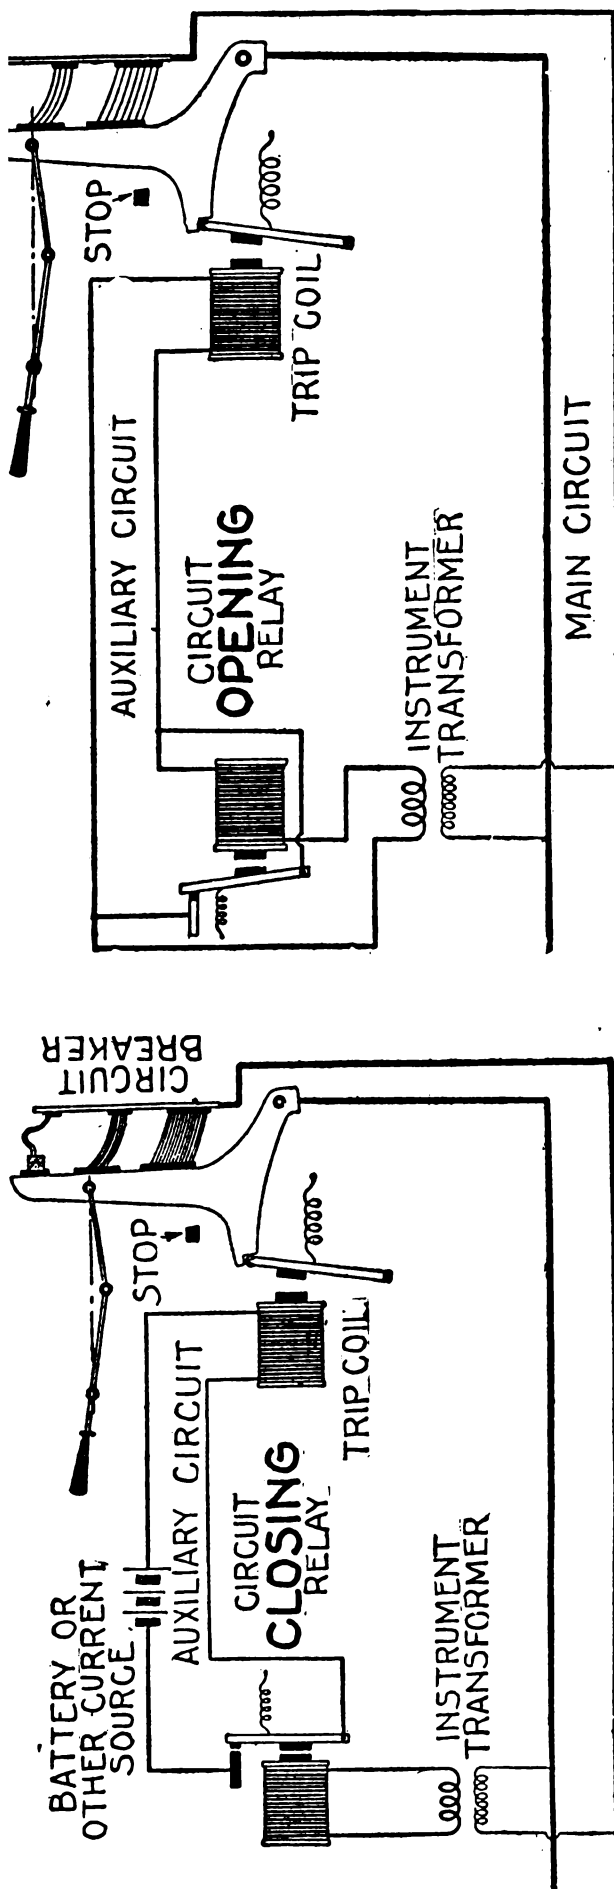 CIRCUIT
BREAKER
STOP
BATTERY OR
OTHER CURRENT
SOURCE
AUXILIARY CIRCUIT
TRIP COIL
CIRCUIT
CLOSING
RELAY
INSTRUMENT
TRANSFORMER
STOP
AUXILIARY CIRCUIT
TRIP COIL
CIRCUIT
OPENING
RELAY
INSTRUMENT
TRANSFORMER
MAIN CIRCUIT